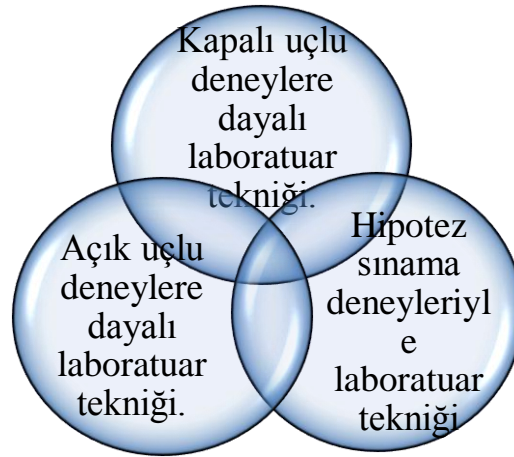 Kapalı uçlu
deneylere
dayalı
laboratuar
tekniği.
Açık uçlu
deneylere
dayalı
laboratuar
tekniği.
Hipotez
sınama
deneyleriyl
e
laboratuar
tekniği